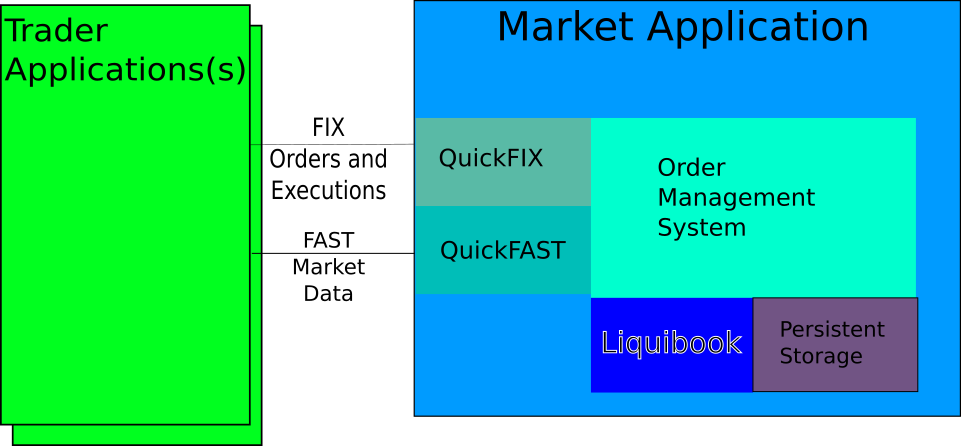 Trader
Applications(s)
Market Application
FIX
Orders and
Executions
FAST
Market
Data
QuickFIX
QuickFAST
Order
Management
System
Liquibook
Persistent
Storage